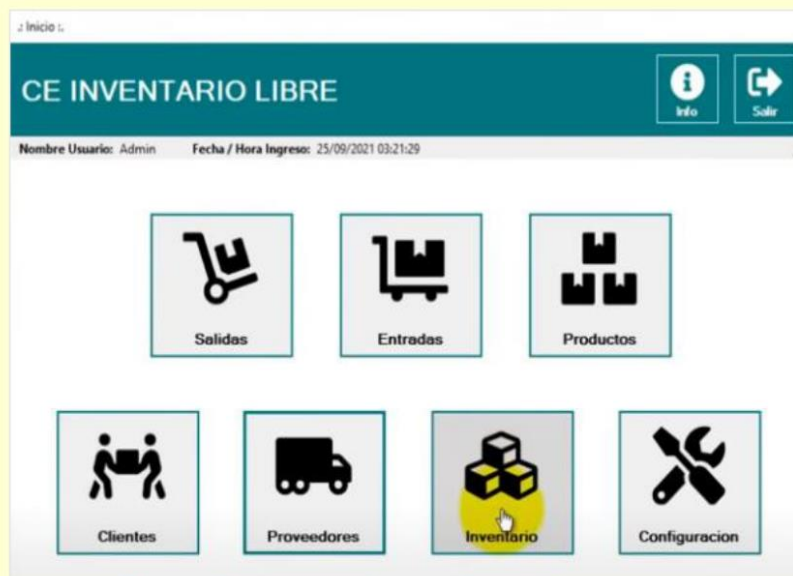 .: Inicio :.
CE INVENTARIO LIBRE
Info
Salir
Nombre Usuario: Admin Fecha / Hora Ingreso: 25/09/2021 03:21:29
Salidas
Entradas
Productos
Clientes
Proveedores
Inventario
Configuracion